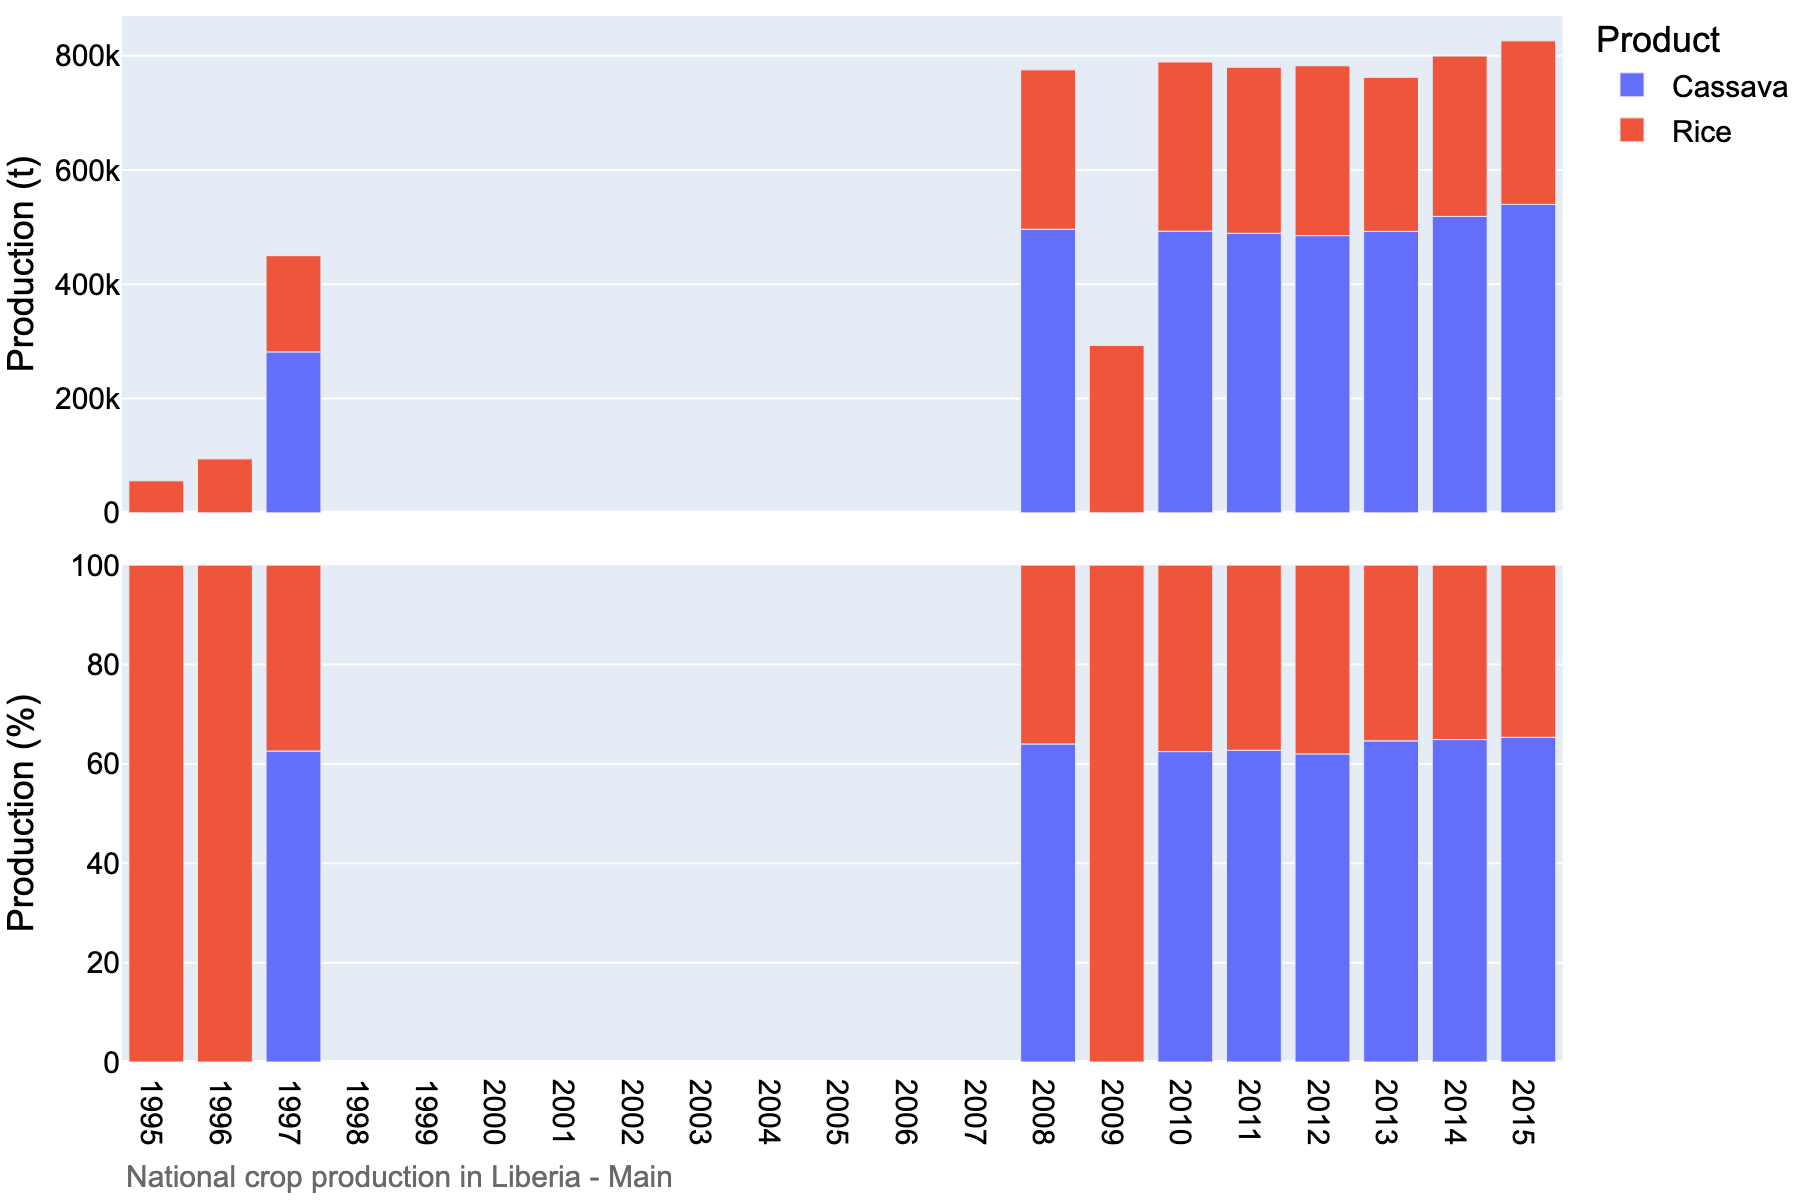 Production (t)
800k
600k
400k
200k
0
Product
Cassava
Rice
Production (%)
100
80
60
40
20
0
1995
1996
1997
1998
1999
2000
2001
2002
2003
2004
2005
2006
2007
2008
2009
2010
2011
2012
2013
2014
2015
National crop production in Liberia - Main